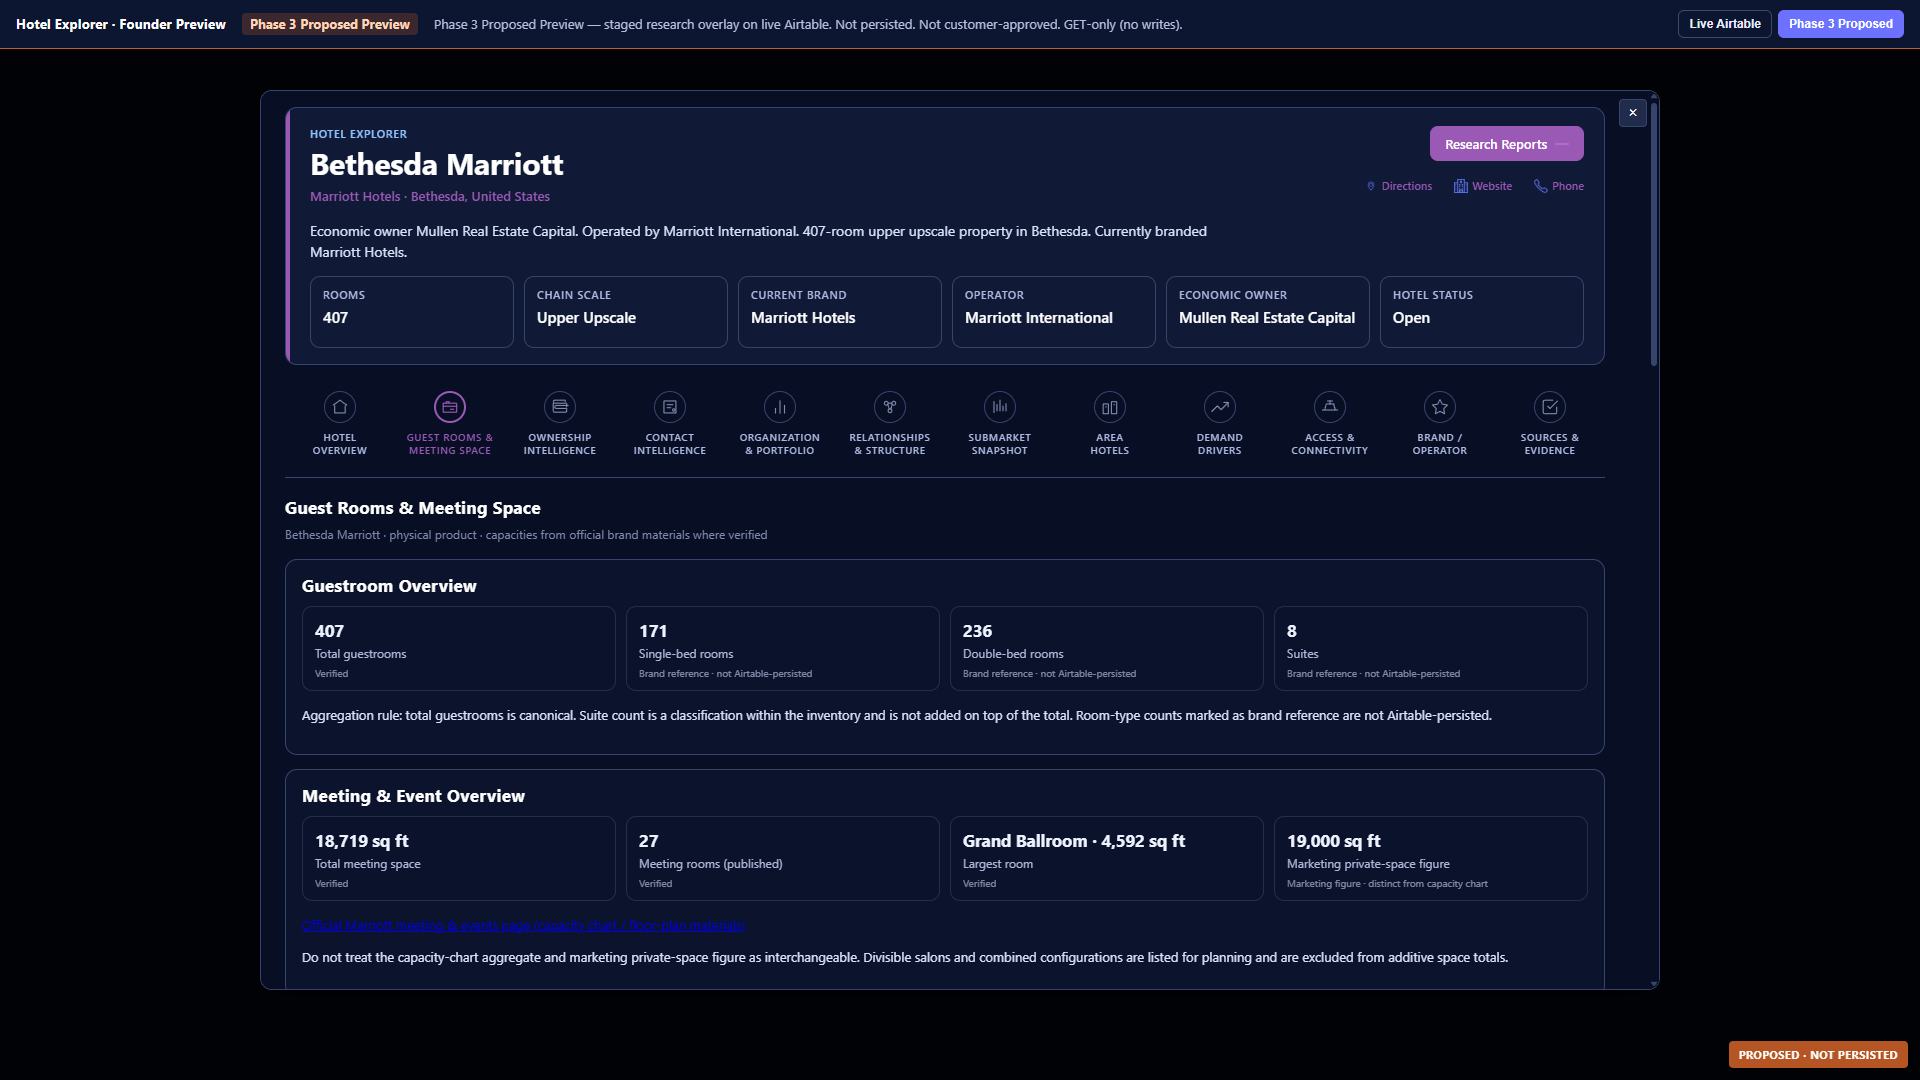 Hotel Explorer · Founder Preview
Phase 3 Proposed Preview
Phase 3 Proposed Preview — staged research overlay on live Airtable. Not persisted. Not customer-approved. GET-only (no writes).
Live Airtable
Phase 3 Proposed
×
HOTEL EXPLORER
Bethesda Marriott
Marriott Hotels · Bethesda, United States
Research Reports —
Directions
Website
Phone
Economic owner Mullen Real Estate Capital. Operated by Marriott International. 407-room upper upscale property in Bethesda. Currently branded
Marriott Hotels.
ROOMS
407
CHAIN SCALE
Upper Upscale
CURRENT BRAND
Marriott Hotels
OPERATOR
Marriott International
ECONOMIC OWNER
Mullen Real Estate Capital
HOTEL STATUS
Open
HOTEL
OVERVIEW
GUEST ROOMS &
MEETING SPACE
OWNERSHIP
INTELLIGENCE
CONTACT
INTELLIGENCE
ORGANIZATION
& PORTFOLIO
RELATIONSHIPS
& STRUCTURE
SUBMARKET
SNAPSHOT
AREA
HOTELS
DEMAND
DRIVERS
ACCESS &
CONNECTIVITY
BRAND /
OPERATOR
SOURCES &
EVIDENCE
Guest Rooms & Meeting Space
Bethesda Marriott · physical product · capacities from official brand materials where verified
Guestroom Overview
407
Total guestrooms
Verified
171
Single-bed rooms
Brand reference · not Airtable-persisted
236
Double-bed rooms
Brand reference · not Airtable-persisted
8
Suites
Brand reference · not Airtable-persisted
Aggregation rule: total guestrooms is canonical. Suite count is a classification within the inventory and is not added on top of the total. Room-type counts marked as brand reference are not Airtable-persisted.
Meeting & Event Overview
18,719 sq ft
Total meeting space
Verified
27
Meeting rooms (published)
Verified
Grand Ballroom · 4,592 sq ft
Largest room
Verified
19,000 sq ft
Marketing private-space figure
Marketing figure · distinct from capacity chart
Official Marriott meeting & events page (capacity chart / floor-plan materials)
Do not treat the capacity-chart aggregate and marketing private-space figure as interchangeable. Divisible salons and combined configurations are listed for planning and are excluded from additive space totals.
PROPOSED · NOT PERSISTED